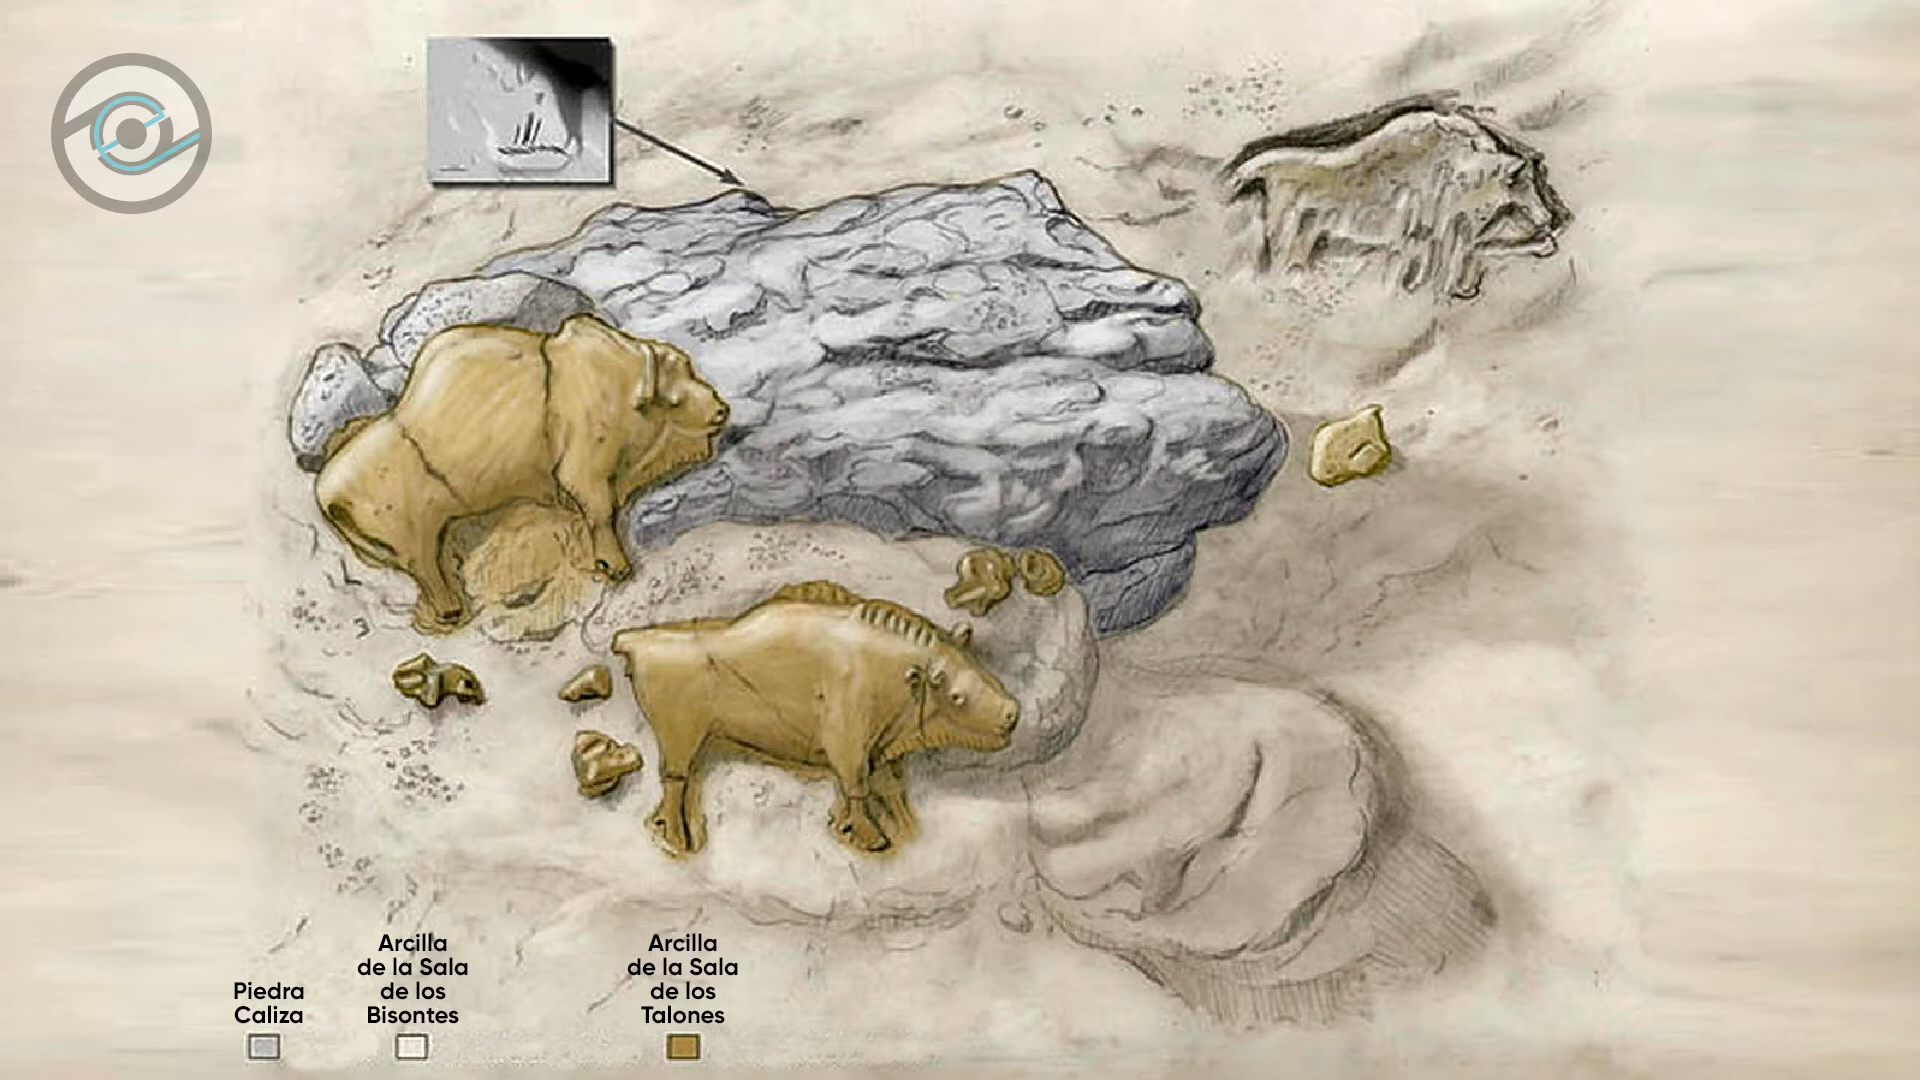 Piedra
Caliza
Arcilla
de la Sala
de los
Bisontes
Arcilla
de la Sala
de los
Talones